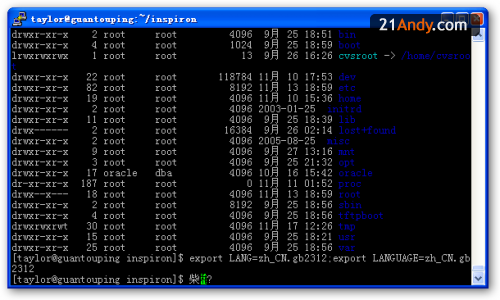 taylor@guantouping:~/inspiron
21Andy.com
drwxr-xr-x 2 root root 4096 9月 25 18:51 bin
drwxr-xr-x 4 root root 1024 9月 25 18:59 boot
lrwxrwxrwx 1 root root 13 9月 26 16:26 cvsroot -> /home/cvsroo
drwxr-xr-x 22 root root 118784 11月 10 17:53 dev
drwxr-xr-x 82 root root 8192 11月 13 18:59 etc
drwxr-xr-x 19 root root 4096 11月 10 15:36 home
drwxr-xr-x 2 root root 4096 2003-01-25 initrd
drwxr-xr-x 11 root root 4096 9月 25 18:39 lib
drwx------ 2 root root 16384 9月 26 02:14 lost+found
drwxr-xr-x 2 root root 4096 2005-08-25 misc
drwxr-xr-x 9 root root 4096 9月 27 13:16 mnt
drwxr-xr-x 3 root root 4096 9月 25 21:32 opt
drwxr-xr-x 17 oracle dba 4096 10月 16 15:42 oracle
dr-xr-xr-x 187 root root 0 11月 11 01:52 proc
drwx--x--- 18 root root 4096 11月 13 18:59 root
drwxr-xr-x 2 root root 8192 9月 25 18:56 sbin
drwxr-xr-x 4 root root 4096 9月 25 18:58 tftpboot
drwxrwxrwt 30 root root 4096 11月 17 12:26 tmp
drwxr-xr-x 15 root root 4096 9月 25 18:21 usr
drwxr-xr-x 25 root root 4096 9月 25 18:56 var
[taylor@guantouping inspiron]$ export LANG=zh_CN.gb2312;export LANGUAGE=zh_CN.gb
2312
[taylor@guantouping inspiron]$ 柴?